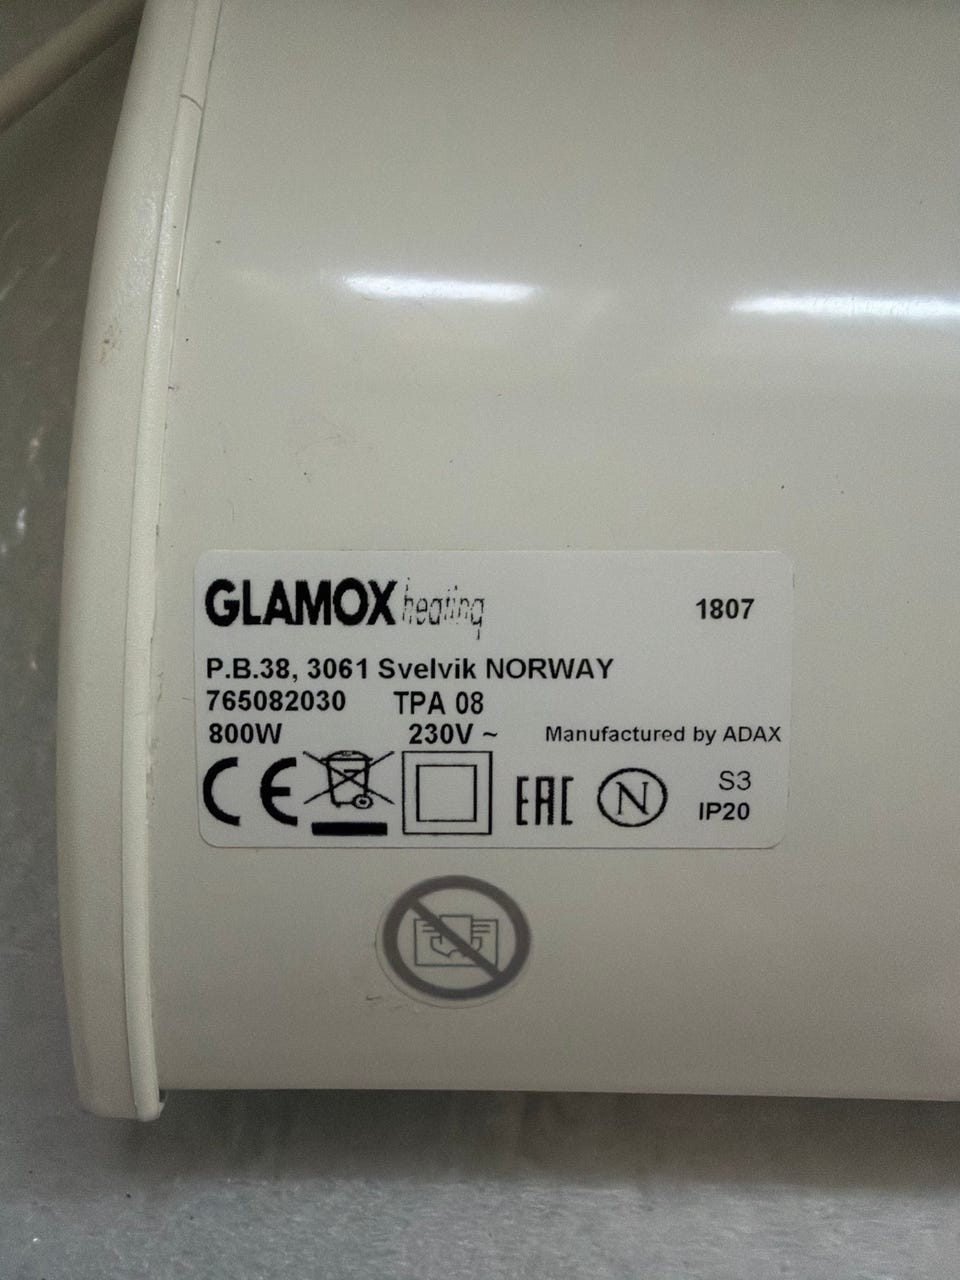 GLAMOX heating 1807
P.B.38, 3061 Svelvik NORWAY
765082030 TPA 08
800W 230V ~ Manufactured by ADAX
CE EAC N S3
IP20